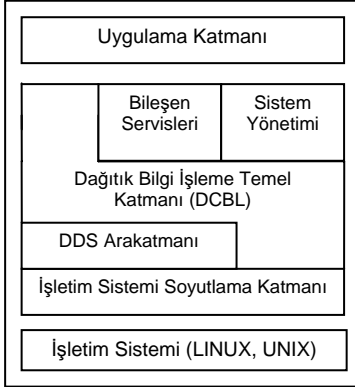 Uygulama Katmanı
Bileşen
Servisleri
Sistem
Yönetimi
Dağıtık Bilgi İşleme Temel
Katmanı (DCBL)
DDS Arakatmanı
İşletim Sistemi Soyutlama Katmanı
İşletim Sistemi (LINUX, UNIX)